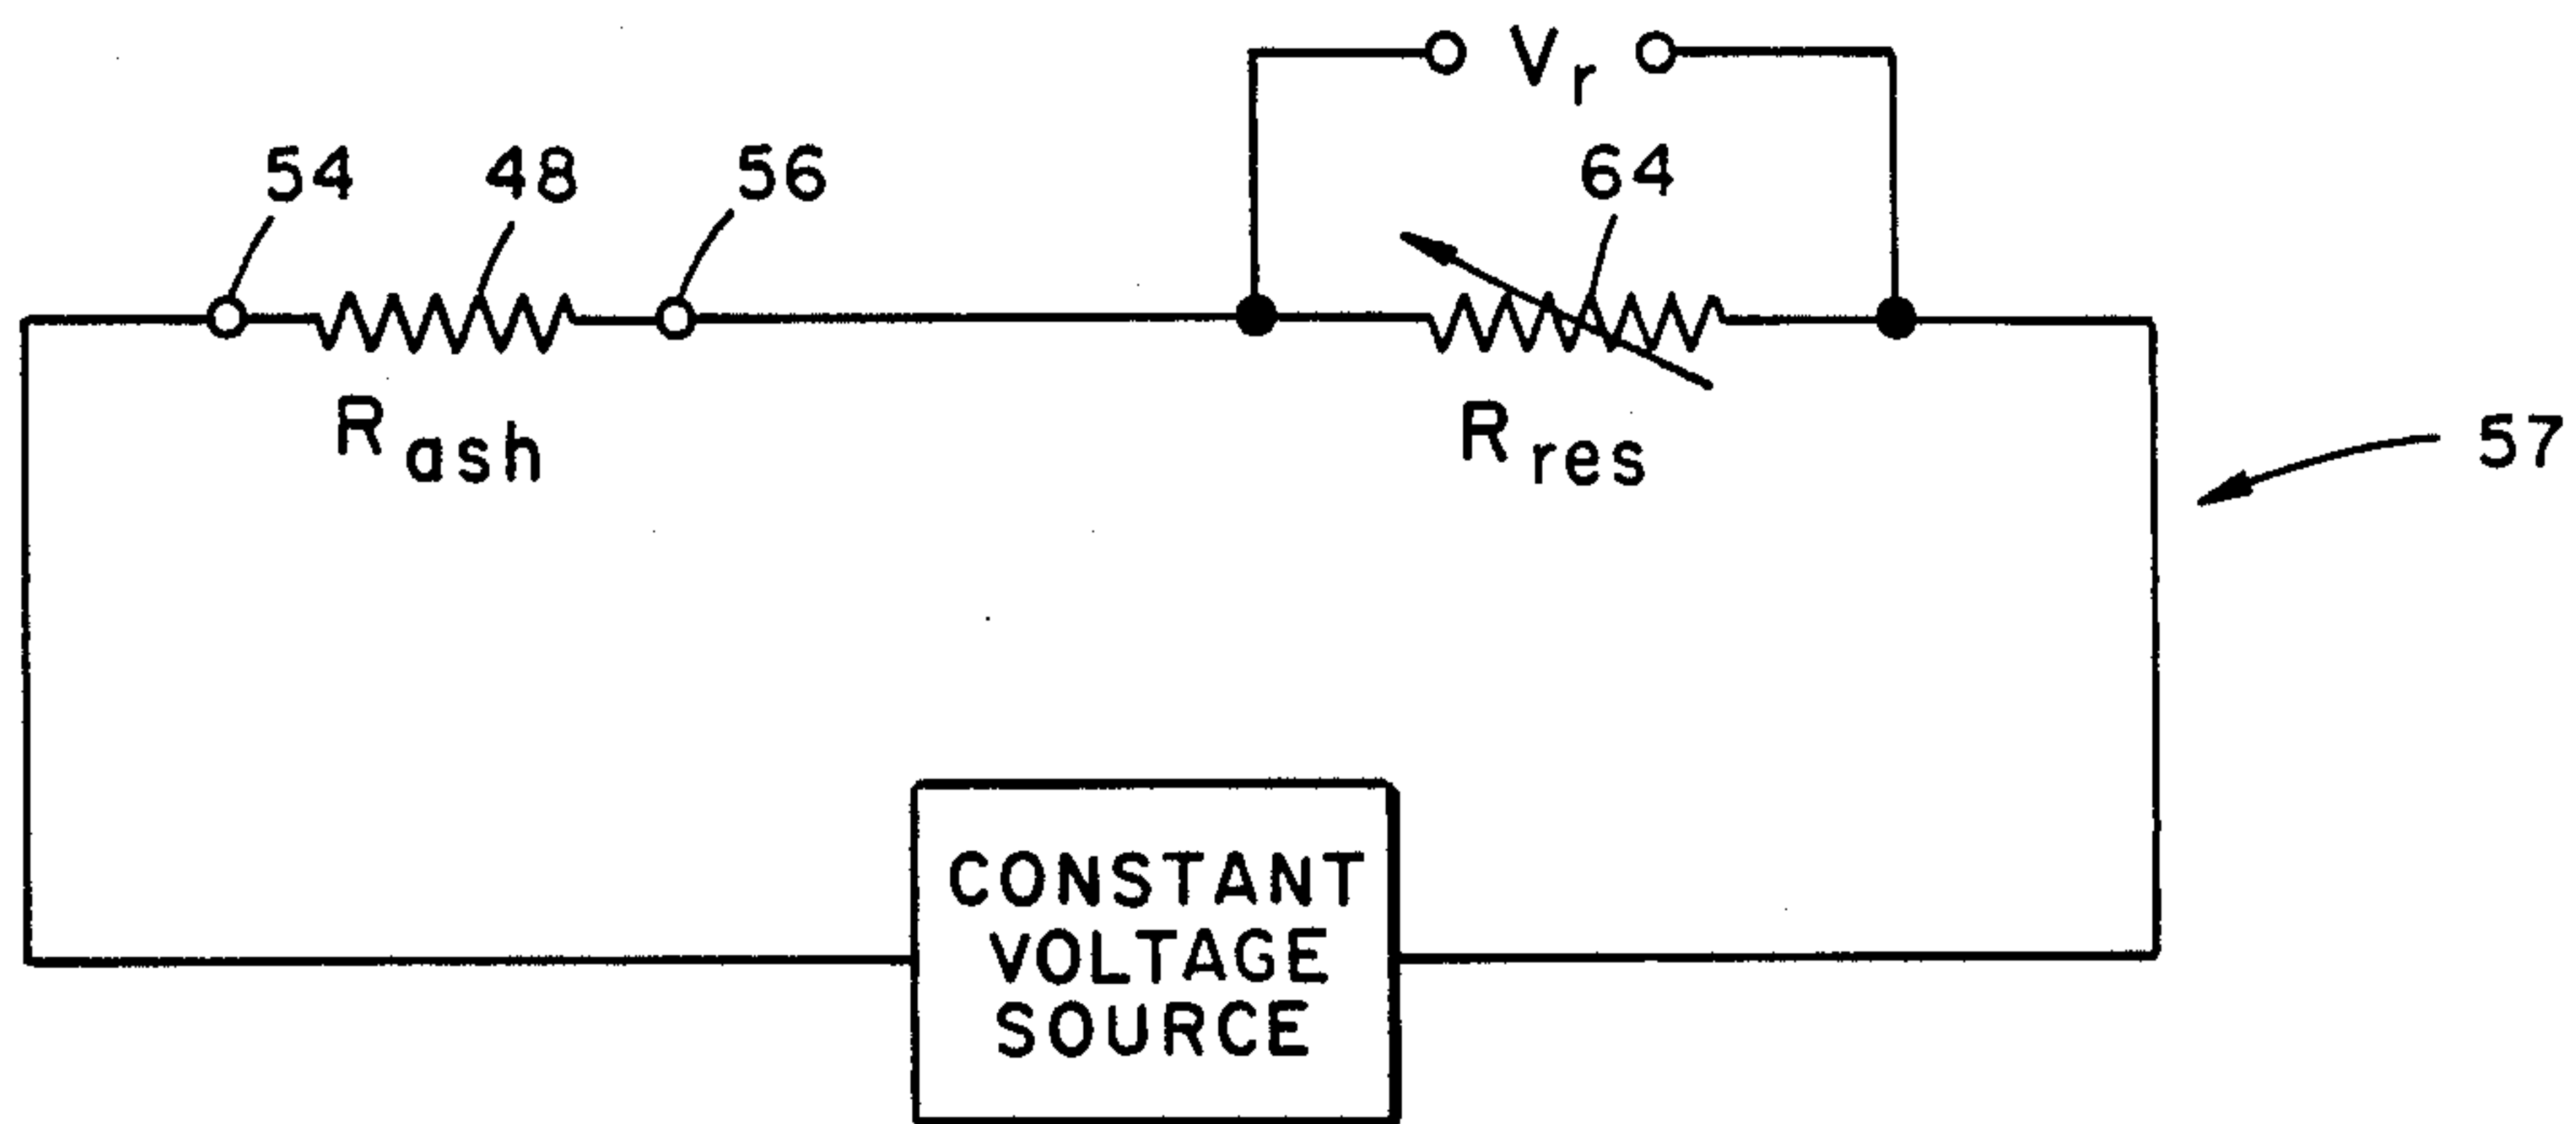 Vr
54
48
56
64
Rash
Rres
57
CONSTANT
VOLTAGE
SOURCE